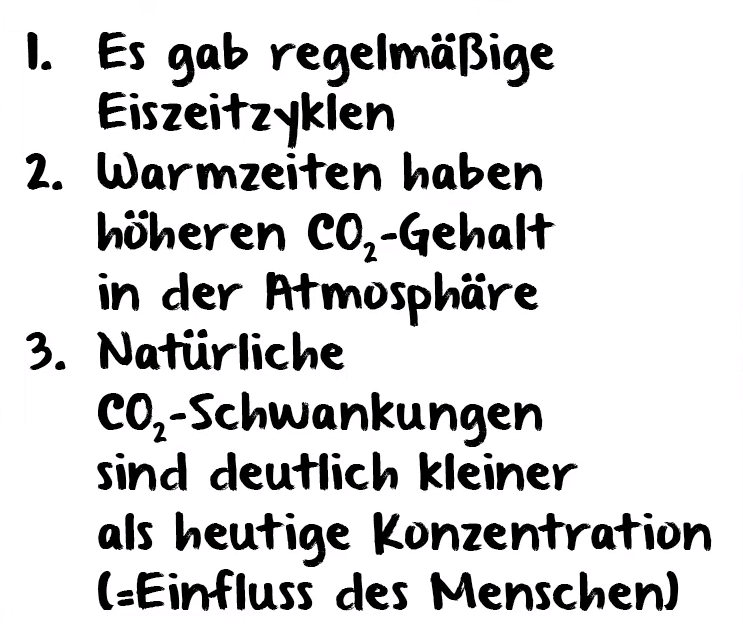 1. Es gab regelmäßige
Eiszeitzyklen
2. Warmzeiten haben
höheren CO₂-Gehalt
in der Atmosphäre
3. Natürliche
CO₂-Schwankungen
sind deutlich kleiner
als heutige Konzentration
(=Einfluss des Menschen)